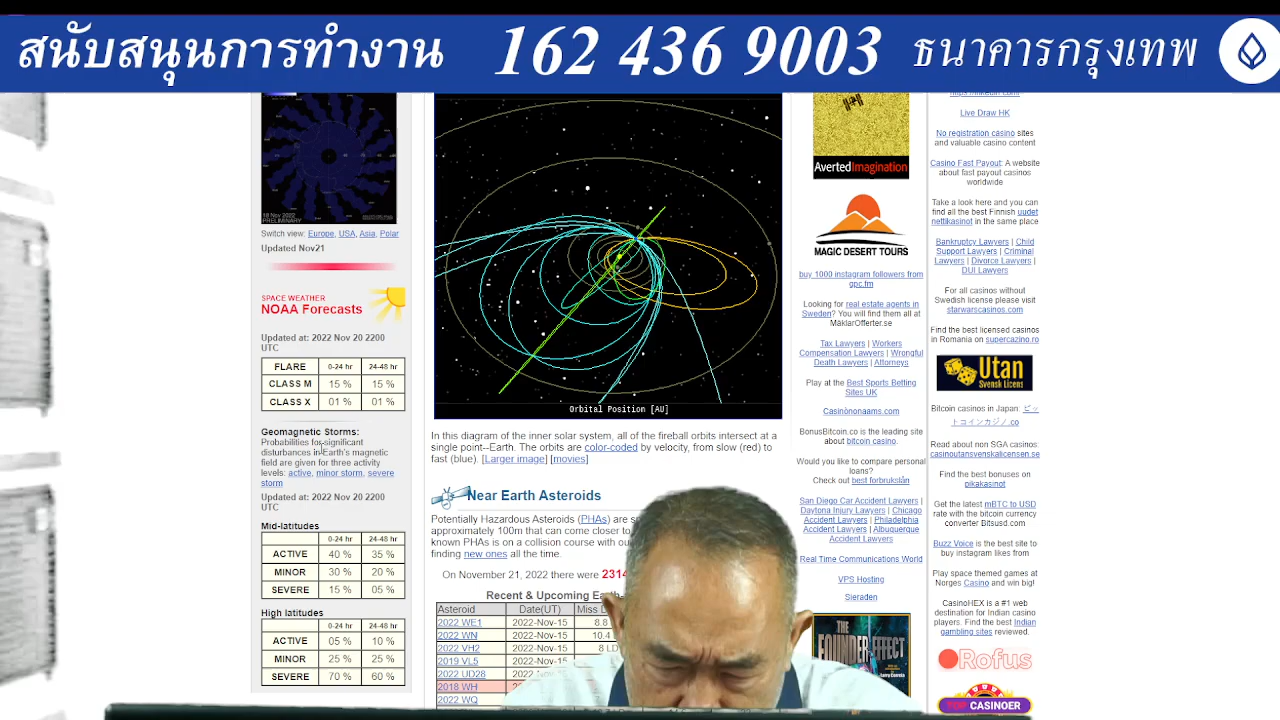 สนับสนุนการทำงาน 162 436 9003 ธนาคารกรุงเทพ
18 Nov 2022
PRELIMINARY
Switch view: Europe, USA, Asia, Polar
Updated Nov21
SPACE WEATHER
NOAA Forecasts
Updated at: 2022 Nov 20 2200
UTC
FLARE 0-24 hr 24-48 hr
CLASS M 15 % 15 %
CLASS X 01 % 01 %
Geomagnetic Storms:
Probabilities for significant
disturbances in Earth's magnetic
field are given for three activity
levels: active, minor storm, severe
storm
Updated at: 2022 Nov 20 2200
UTC
Mid-latitudes
0-24 hr 24-48 hr
ACTIVE 40 % 35 %
MINOR 30 % 20 %
SEVERE 15 % 05 %
High latitudes
0-24 hr 24-48 hr
ACTIVE 05 % 10 %
MINOR 25 % 25 %
SEVERE 70 % 60 %
Orbital Position [AU]
In this diagram of the inner solar system, all of the fireball orbits intersect at a
single point--Earth. The orbits are color-coded by velocity, from slow (red) to
fast (blue). [Larger image] [movies]
Near Earth Asteroids
Potentially Hazardous Asteroids (PHAs) are
approximately 100m that can come closer to
known PHAs is on a collision course with
finding new ones all the time.
On November 21, 2022 there were 2314
Recent & Upcoming
Asteroid Date(UT) Miss
2022 WE1 2022-Nov-15 8.8
2022 WN 2022-Nov-15 10.4
2022 VH2 2022-Nov-15 8 LD
2019 VL5 2022-Nov-15
2022 UD28
2018 WH
2022 WQ
AvertedImagination
MAGIC DESERT TOURS
buy 1000 instagram followers from
gpc.fm
Looking for real estate agents in
Sweden? You will find them all at
MäklarOfferter.se
Tax Lawyers | Workers
Compensation Lawyers | Wrongful
Death Lawyers | Attorneys
Play at the Best Sports Betting
Sites UK
Casinònonaams.com
BonusBitcoin.co is the leading site
about bitcoin casino.
Would you like to compare personal
loans?
Check out best forbrukslån
San Diego Car Accident Lawyers |
Daytona Injury Lawyers | Chicago
Accident Lawyers | Philadelphia
Accident Lawyers | Albuquerque
Accident Lawyers
Real Time Communications World
VPS Hosting
Sieraden
THE
FOUNDER EFFECT
Live Draw HK
No registration casino sites
and valuable casino content
Casino Fast Payout: A website
about fast payout casinos
worldwide
Take a look here and you can
find all the best Finnish uudet
nettikasinot in the same place
Bankruptcy Lawyers | Child
Support Lawyers | Criminal
Lawyers | Divorce Lawyers |
DUI Lawyers
For all casinos without
Swedish license please visit
starwarscasinos.com
Find the best licensed casinos
in Romania on supercazino.ro
Utan
Svensk Licens
Bitcoin casinos in Japan: ビッ
トコインカジノ.co
Read about non SGA casinos.
casinoutansvenskalicensen.se
Find the best bonuses on
pikakasinot
Get the latest mBTC to USD
rate with the bitcoin currency
converter Bitsusd.com
Buzz Voice is the best site to
buy instagram likes from
Play space themed games at
Norges Casino and win big!
CasinoHEX is a #1 web
destination for Indian casino
players. Find the best Indian
gambling sites reviewed.
Rofus
TOP CASINOER